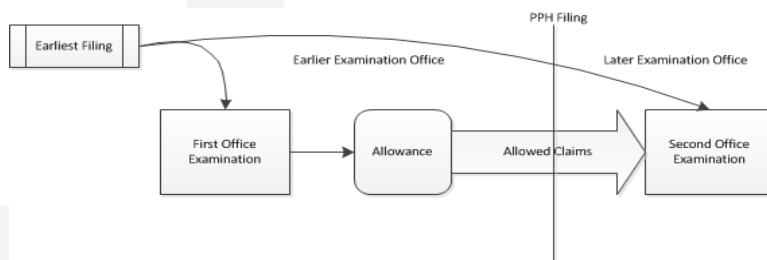 PPH Filing
Earliest Filing
Earlier Examination Office
Later Examination Office
First Office
Examination
Allowance
Allowed Claims
Second Office
Examination